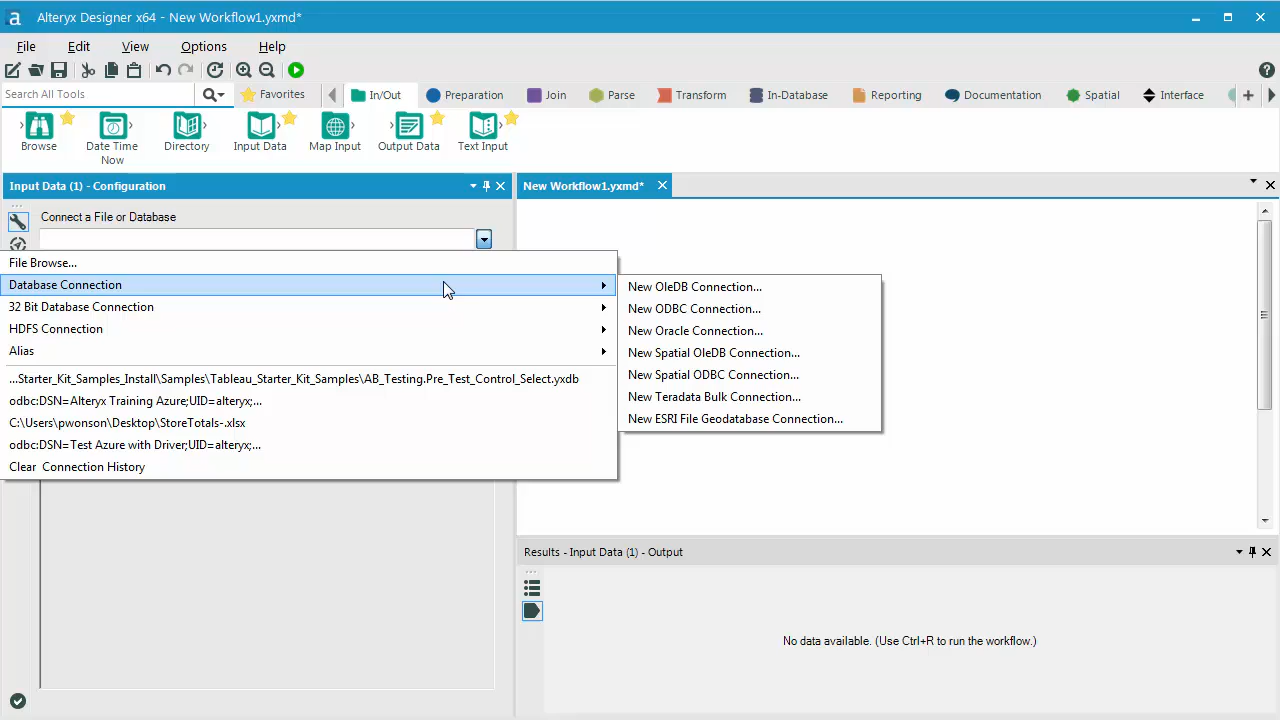 a Alteryx Designer x64 - New Workflow1.yxmd*
File Edit View Options Help
Search All Tools Favorites In/Out Preparation Join Parse Transform In-Database Reporting Documentation Spatial Interface
Browse Date Time Now Directory Input Data Map Input Output Data Text Input
Input Data (1) - Configuration
New Workflow1.yxmd*
Connect a File or Database
File Browse...
Database Connection
32 Bit Database Connection
HDFS Connection
Alias
...Starter_Kit_Samples_Install\Samples\Tableau_Starter_Kit_Samples\AB_Testing.Pre_Test_Control_Select.yxdb
odbc:DSN=Alteryx Training Azure;UID=alteryx;...
C:\Users\pwonson\Desktop\StoreTotals-.xlsx
odbc:DSN=Test Azure with Driver;UID=alteryx;...
Clear Connection History
New OleDB Connection...
New ODBC Connection...
New Oracle Connection...
New Spatial OleDB Connection...
New Spatial ODBC Connection...
New Teradata Bulk Connection...
New ESRI File Geodatabase Connection...
Results - Input Data (1) - Output
No data available. (Use Ctrl+R to run the workflow.)